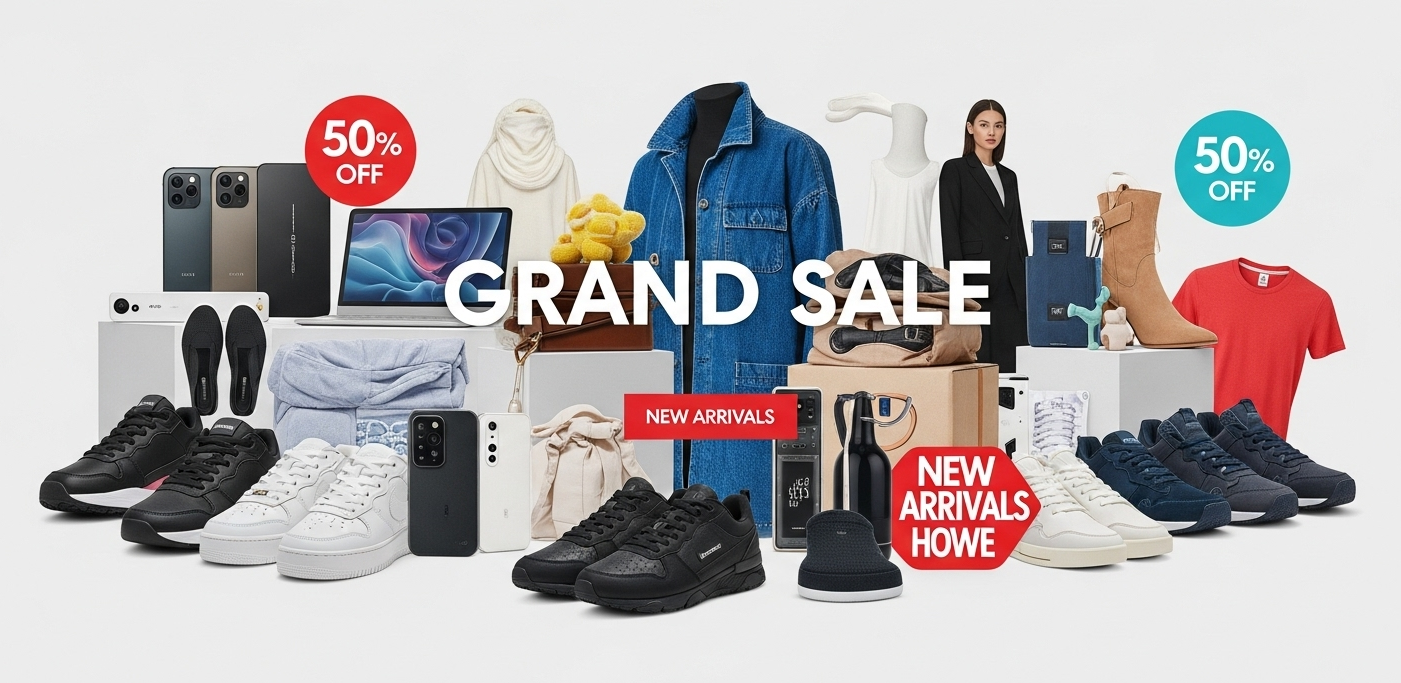 50%
OFF
50%
OFF
GRAND SALE
NEW ARRIVALS
NEW
ARRIVALS
HOWE